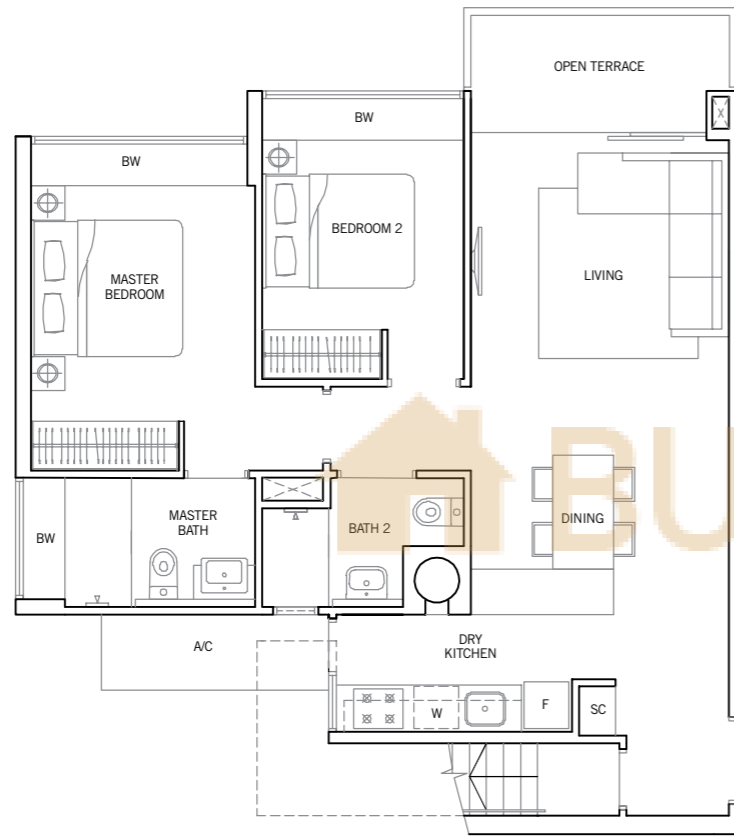 OPEN TERRACE
BW
BW
BEDROOM 2
MASTER
BEDROOM
LIVING
BU
MASTER
BATH
BATH 2
DINING
BW
A/C
DRY
KITCHEN
W
F
SC